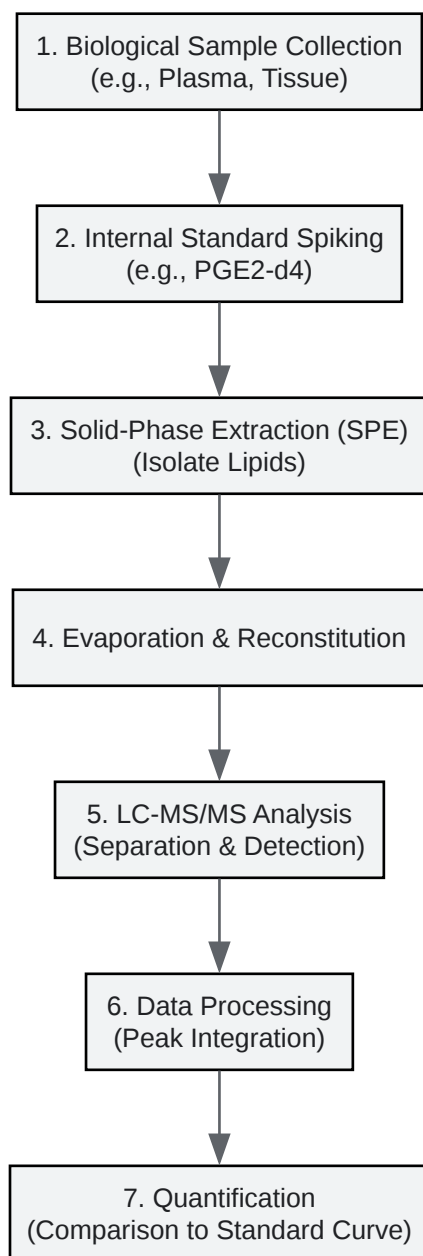 1. Biological Sample Collection
(e.g., Plasma, Tissue)
2. Internal Standard Spiking
(e.g., PGE2-d4)
3. Solid-Phase Extraction (SPE)
(Isolate Lipids)
4. Evaporation & Reconstitution
5. LC-MS/MS Analysis
(Separation & Detection)
6. Data Processing
(Peak Integration)
7. Quantification
(Comparison to Standard Curve)